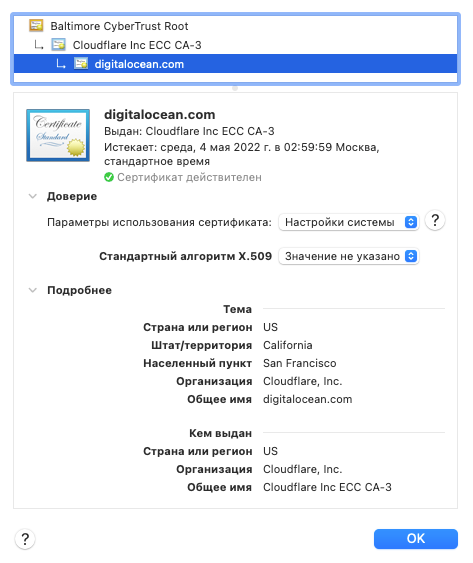 Baltimore CyberTrust Root
Cloudflare Inc ECC CA-3
digitalocean.com
Certificate
Standard
digitalocean.com
Выдан: Cloudflare Inc ECC CA-3
Истекает: среда, 4 мая 2022 г. в 02:59:59 Москва,
стандартное время
Сертификат действителен
Доверие
Параметры использования сертификата: Настройки системы ?
Стандартный алгоритм X.509 Значение не указано
Подробнее
Тема
Страна или регион US
Штат/территория California
Населенный пункт San Francisco
Организация Cloudflare, Inc.
Общее имя digitalocean.com
Кем выдан
Страна или регион US
Организация Cloudflare, Inc.
Общее имя Cloudflare Inc ECC CA-3
? OK